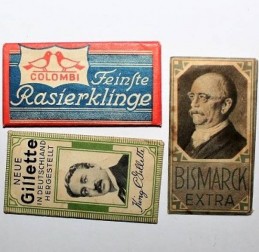 COLOMBI
Feinste
Rasierklinge
NEUE
Gillette
IN DEUTSCHLAND
HERGESTELLT
King C Gillette
BISMARCK
EXTRA